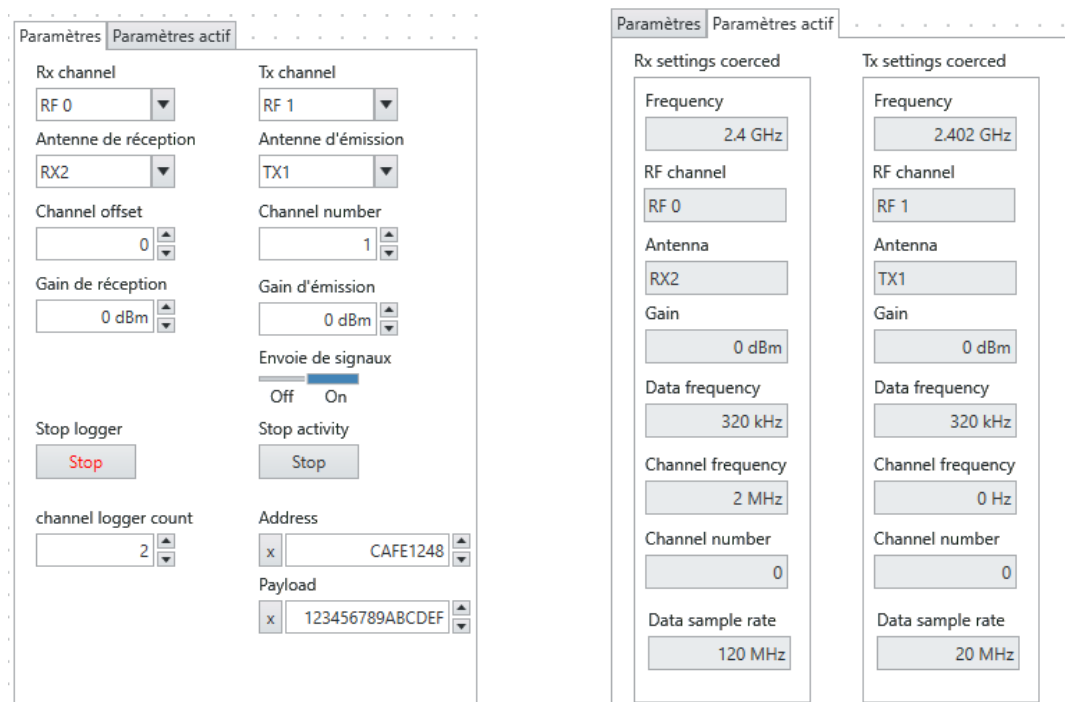 Paramètres Paramètres actif
Rx channel Tx channel
RF 0 RF 1
Antenne de réception Antenne d'émission
RX2 TX1
Channel offset Channel number
0 1
Gain de réception Gain d'émission
0 dBm 0 dBm
Envoie de signaux
Off On
Stop logger Stop activity
Stop Stop
channel logger count Address
2 x CAFE1248
Payload
x 123456789ABCDEF
Paramètres Paramètres actif
Rx settings coerced Tx settings coerced
Frequency Frequency
2.4 GHz 2.402 GHz
RF channel RF channel
RF 0 RF 1
Antenna Antenna
RX2 TX1
Gain Gain
0 dBm 0 dBm
Data frequency Data frequency
320 kHz 320 kHz
Channel frequency Channel frequency
2 MHz 0 Hz
Channel number Channel number
0 0
Data sample rate Data sample rate
120 MHz 20 MHz